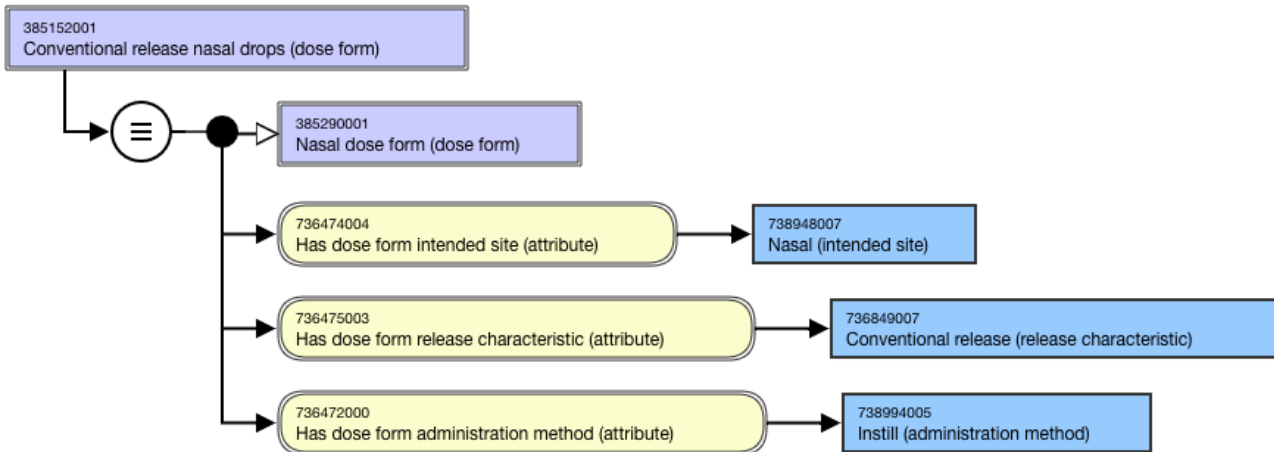 385152001
Conventional release nasal drops (dose form)
385290001
Nasal dose form (dose form)
736474004
Has dose form intended site (attribute)
738948007
Nasal (intended site)
736475003
Has dose form release characteristic (attribute)
736849007
Conventional release (release characteristic)
736472000
Has dose form administration method (attribute)
738994005
Instill (administration method)